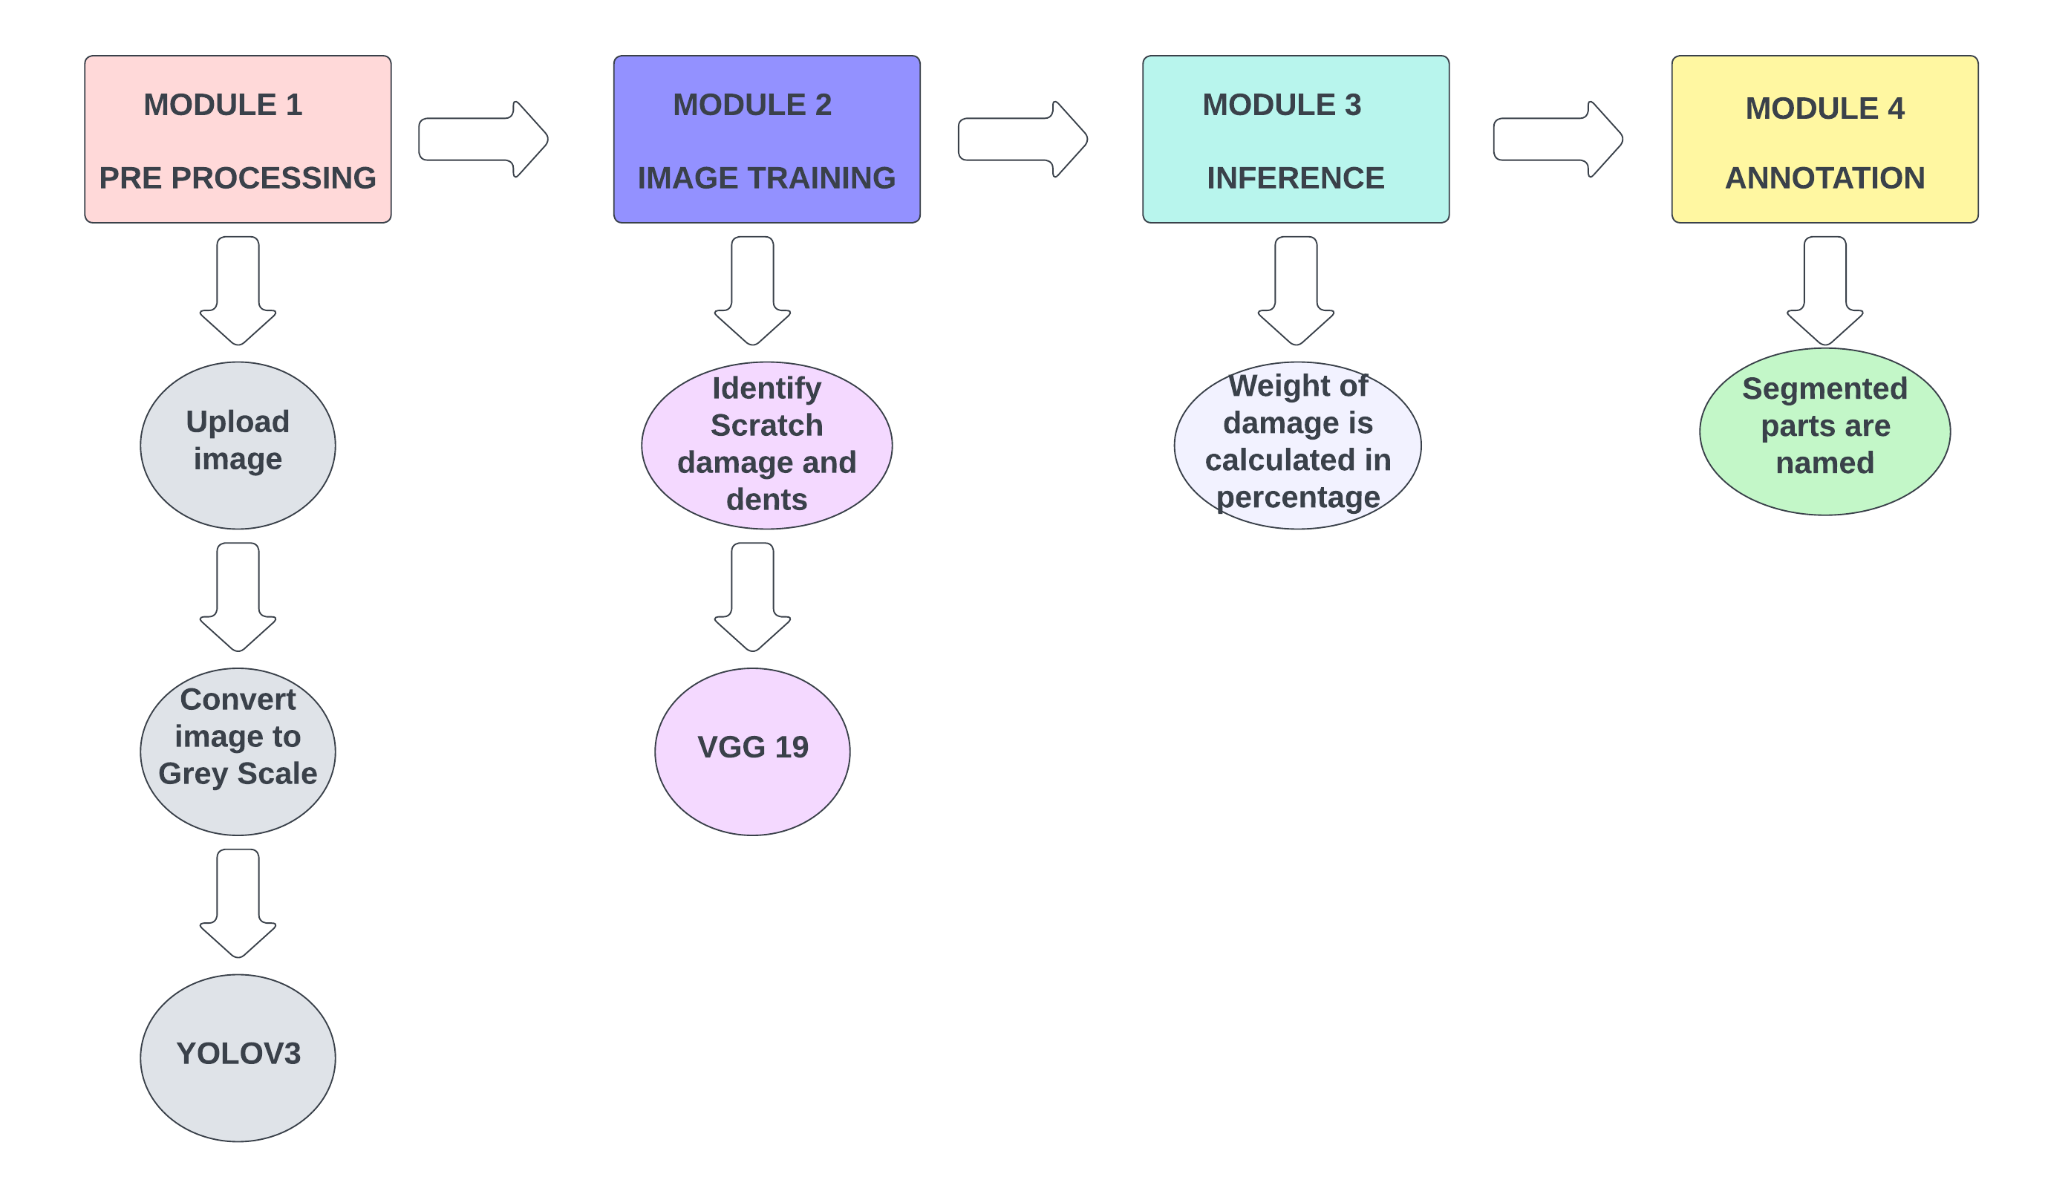 MODULE 1
PRE PROCESSING
MODULE 2
IMAGE TRAINING
MODULE 3
INFERENCE
MODULE 4
ANNOTATION
Upload
image
Identify
Scratch
damage and
dents
Weight of
damage is
calculated in
percentage
Segmented
parts are
named
Convert
image to
Grey Scale
VGG 19
YOLOV3